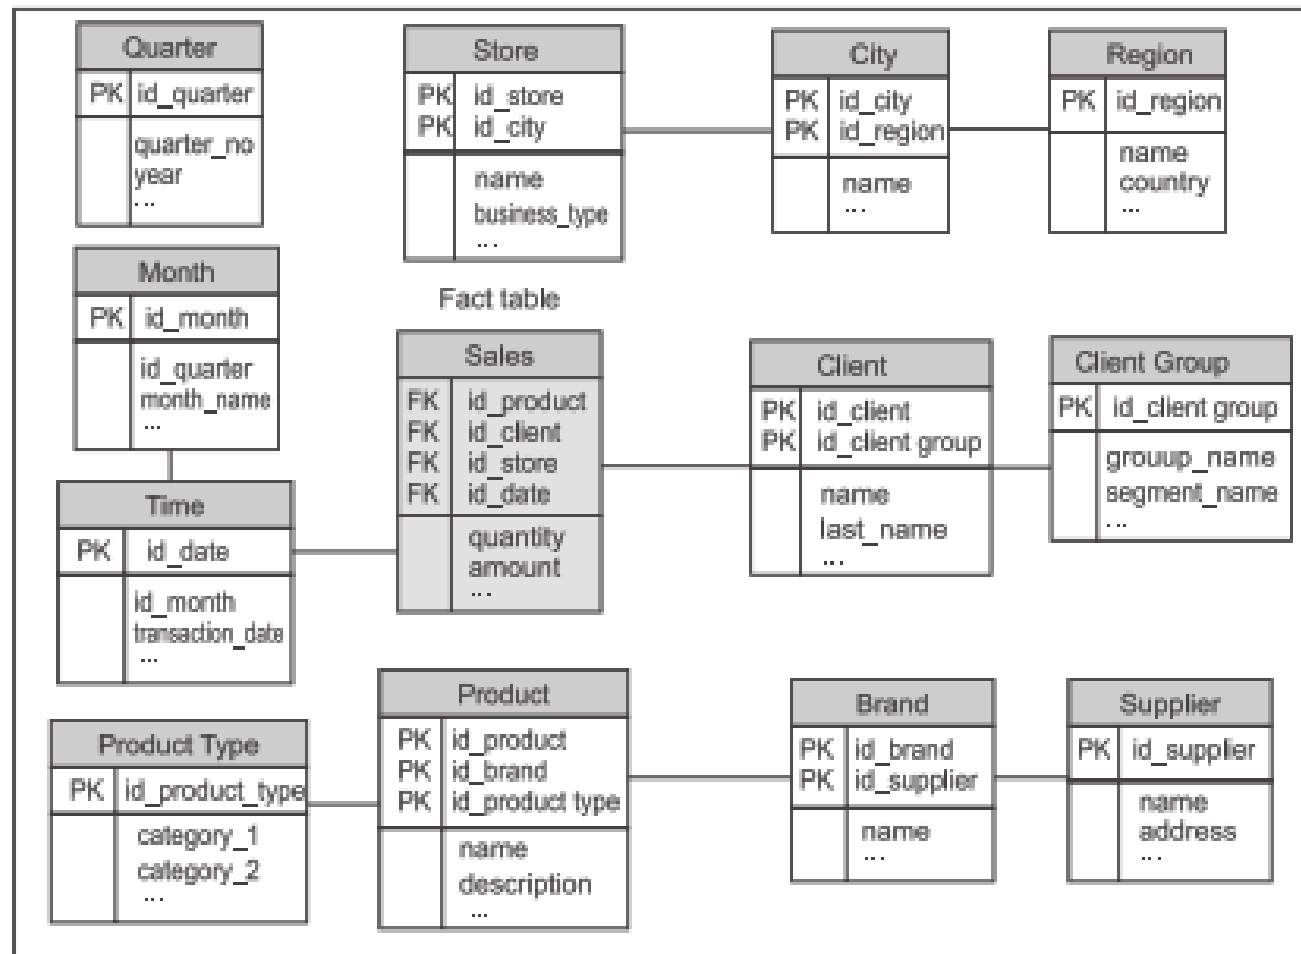 Quarter
PK id_quarter
quarter_no
year
...
Store
PK id_store
PK id_city
name
business_type
...
City
PK id_city
PK id_region
name
...
Region
PK id_region
name
country
...
Month
PK id_month
id_quarter
month_name
...
Fact table
Sales
FK id_product
FK id_client
FK id_store
FK id_date
quantity
amount
...
Client
PK id_client
PK id_client group
name
last_name
...
Client Group
PK id_client group
grouup_name
segment_name
...
Time
PK id_date
id_month
transaction_date
...
Product Type
PK id_product_type
category_1
category_2
...
Product
PK id_product
PK id_brand
PK id_product type
name
description
...
Brand
PK id_brand
PK id_supplier
name
...
Supplier
PK id_supplier
name
address
...